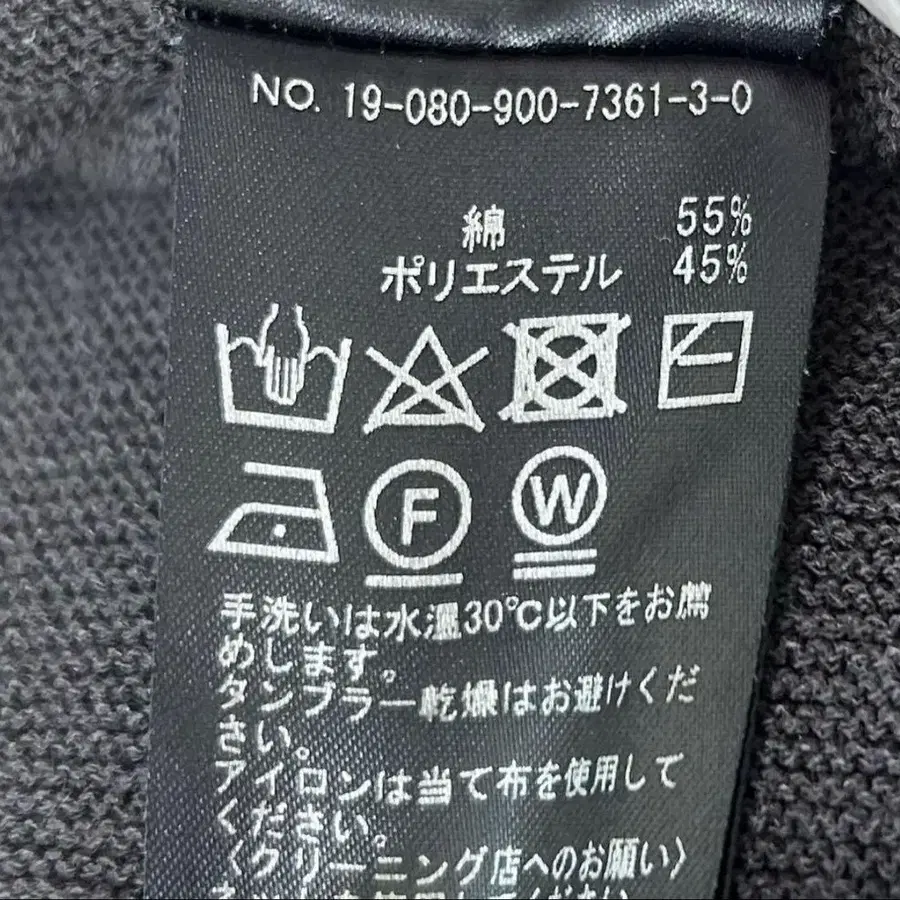 NO. 19-080-900-7361-3-0
綿 55%
ポリエステル 45%
F W
手洗いは水温30℃以下をお薦
めします。
タンブラー乾燥はお避けくだ
さい。
アイロンは当て布を使用して
ください。
〈クリーニング店へのお願い〉